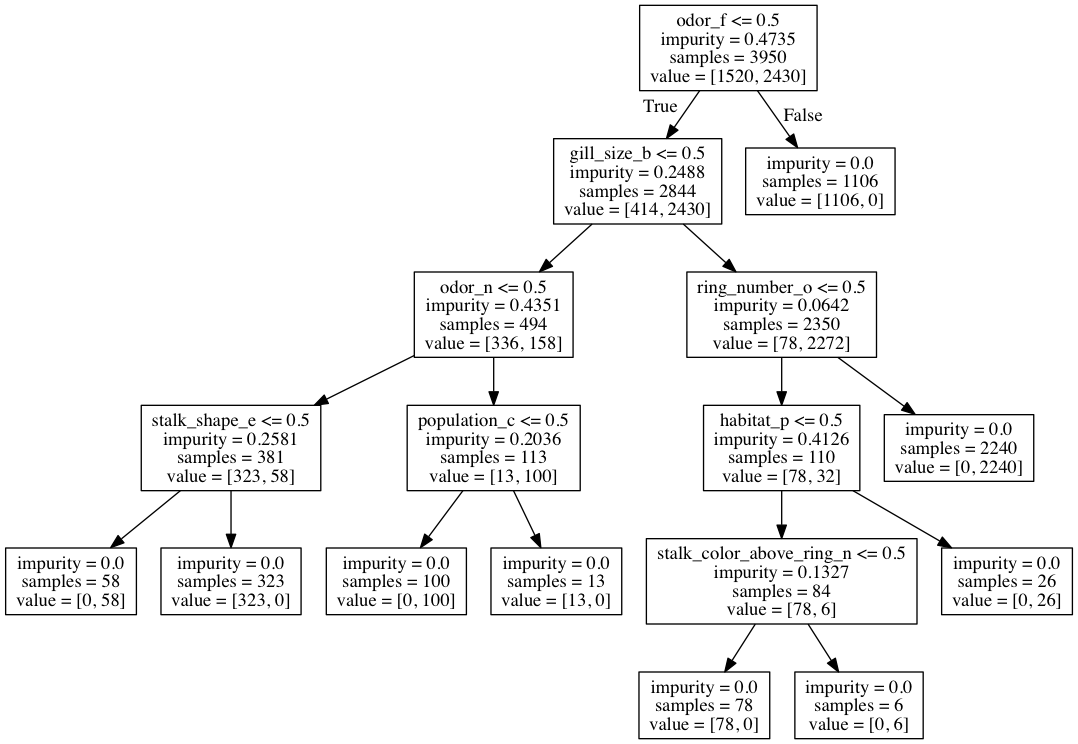 odor_f <= 0.5
impurity = 0.4735
samples = 3950
value = [1520, 2430]
True
False
gill_size_b <= 0.5
impurity = 0.2488
samples = 2844
value = [414, 2430]
impurity = 0.0
samples = 1106
value = [1106, 0]
odor_n <= 0.5
impurity = 0.4351
samples = 494
value = [336, 158]
ring_number_o <= 0.5
impurity = 0.0642
samples = 2350
value = [78, 2272]
stalk_shape_e <= 0.5
impurity = 0.2581
samples = 381
value = [323, 58]
population_c <= 0.5
impurity = 0.2036
samples = 113
value = [13, 100]
habitat_p <= 0.5
impurity = 0.4126
samples = 110
value = [78, 32]
impurity = 0.0
samples = 2240
value = [0, 2240]
impurity = 0.0
samples = 58
value = [0, 58]
impurity = 0.0
samples = 323
value = [323, 0]
impurity = 0.0
samples = 100
value = [0, 100]
impurity = 0.0
samples = 13
value = [13, 0]
stalk_color_above_ring_n <= 0.5
impurity = 0.1327
samples = 84
value = [78, 6]
impurity = 0.0
samples = 26
value = [0, 26]
impurity = 0.0
samples = 78
value = [78, 0]
impurity = 0.0
samples = 6
value = [0, 6]